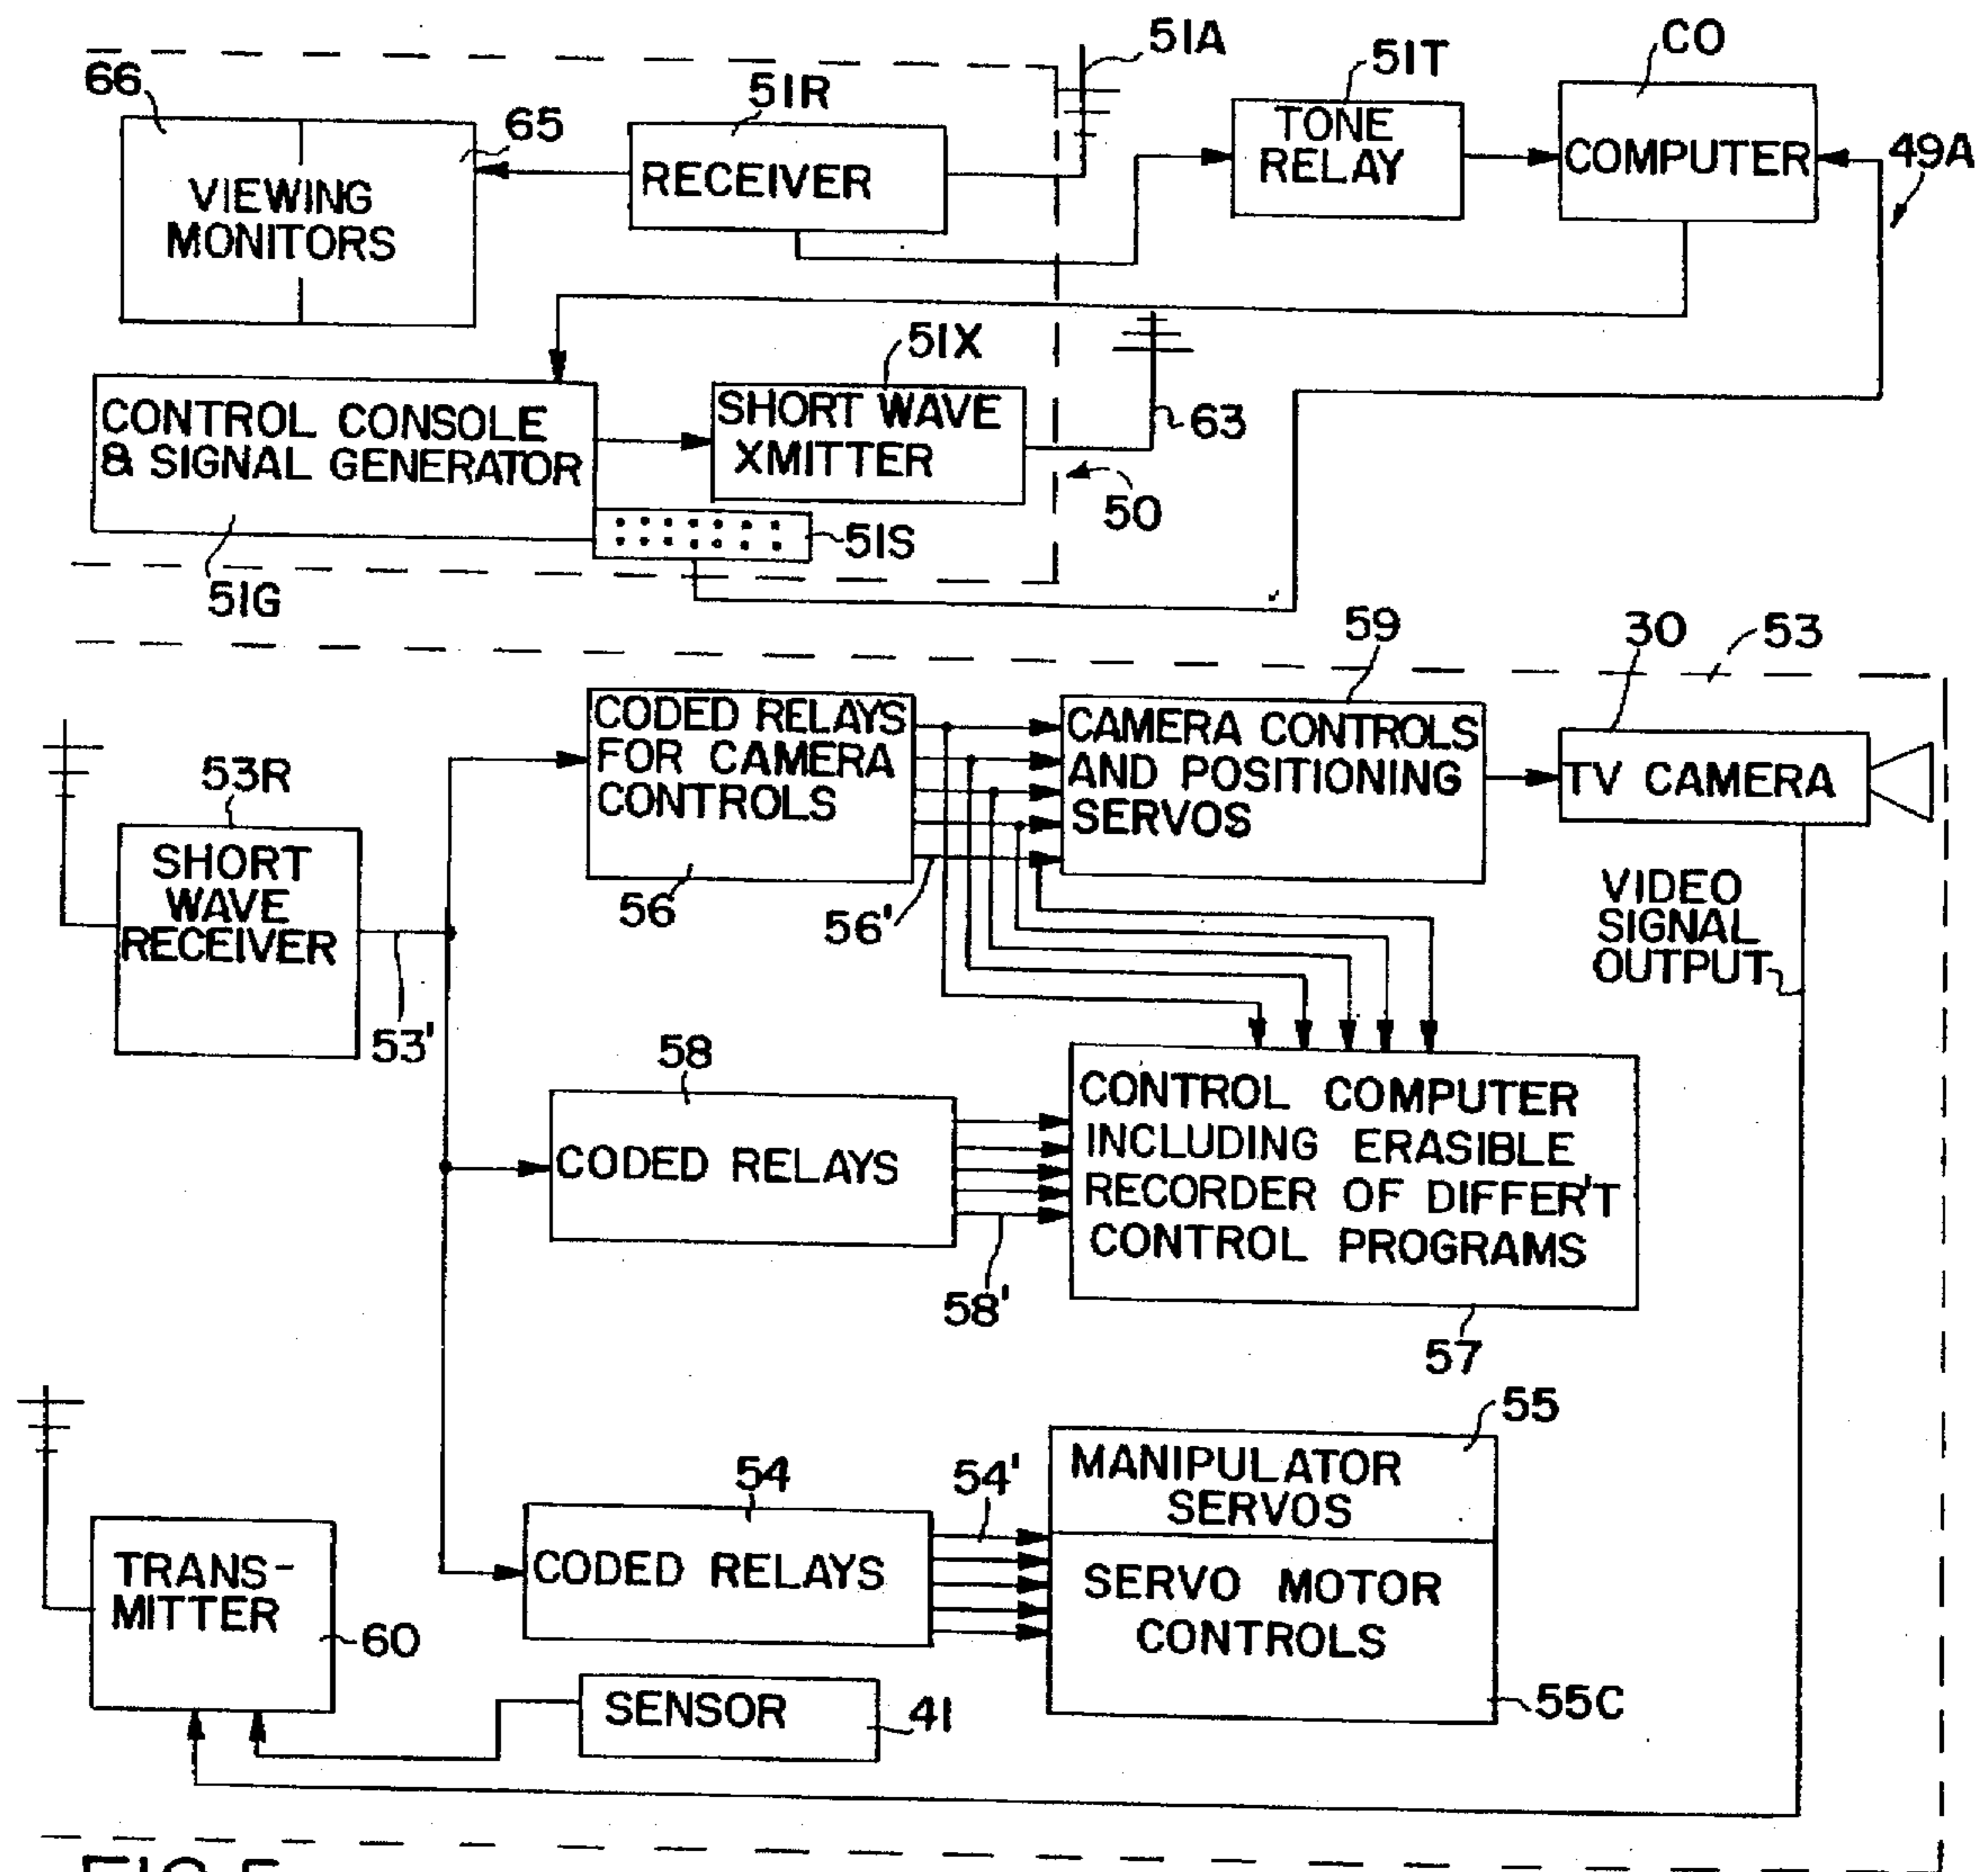 51A
51T
CO
66
51R
65
TONE
RELAY
COMPUTER
49A
RECEIVER
VIEWING
MONITORS
51X
CONTROL CONSOLE
& SIGNAL GENERATOR
SHORT WAVE
XMITTER
63
50
51S
51G
59
30
53
CODED RELAYS
FOR CAMERA
CONTROLS
CAMERA CONTROLS
AND POSITIONING
SERVOS
TV CAMERA
53R
SHORT
WAVE
RECEIVER
56
56'
VIDEO
SIGNAL
OUTPUT
53'
58
CODED RELAYS
CONTROL COMPUTER
INCLUDING ERASIBLE
RECORDER OF DIFFER'T
CONTROL PROGRAMS
58'
57
55
54
54'
MANIPULATOR
SERVOS
TRANS-
MITTER
CODED RELAYS
SERVO MOTOR
CONTROLS
60
SENSOR
41
55C